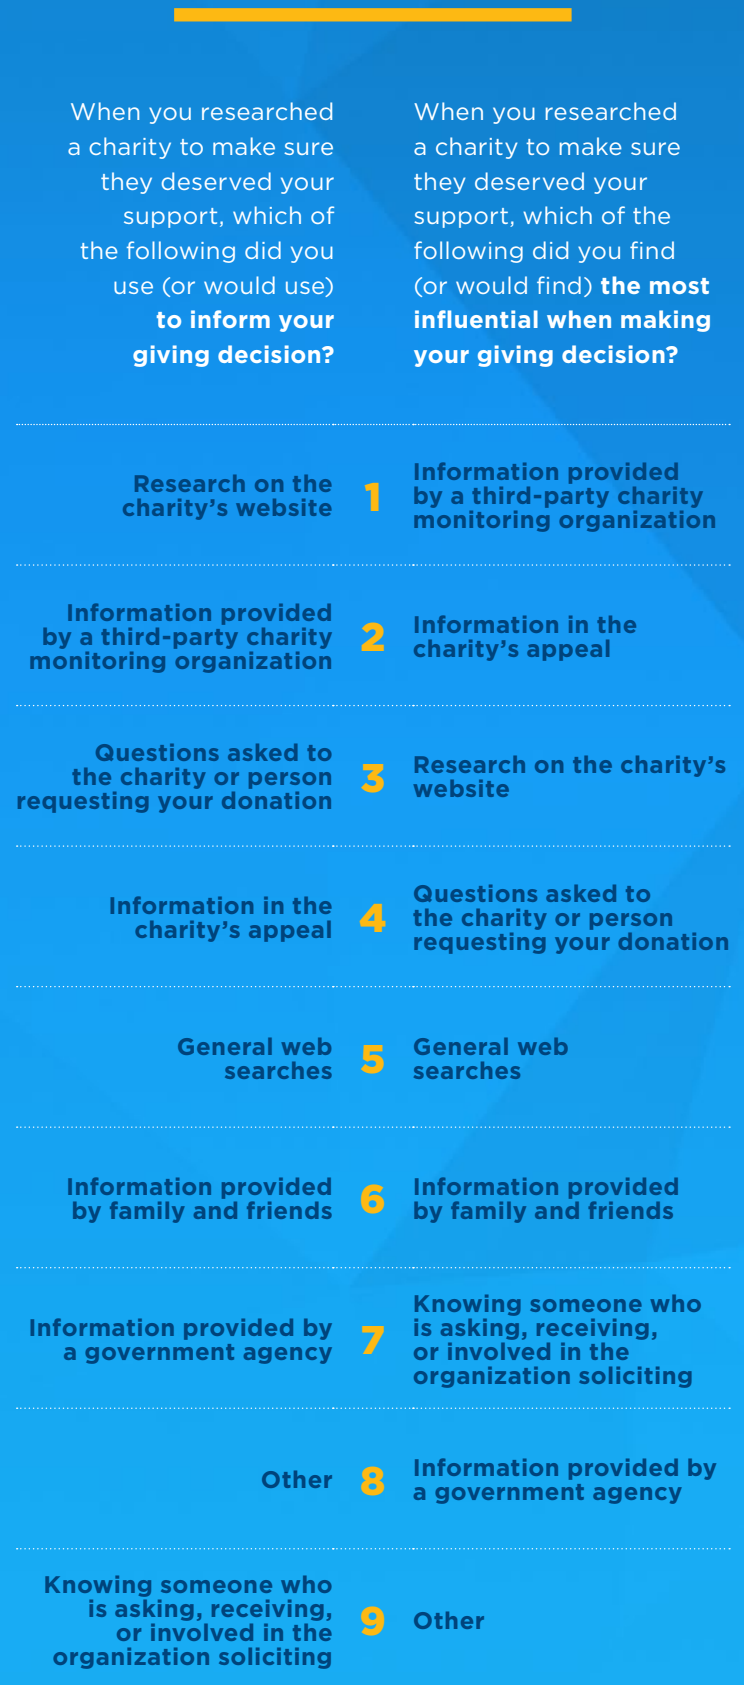 When you researched
a charity to make sure
they deserved your
support, which of
the following did you
use (or would use)
to inform your
giving decision?
When you researched
a charity to make sure
they deserved your
support, which of the
following did you find
(or would find) the most
influential when making
your giving decision?
Research on the
charity’s website
1
Information provided
by a third-party charity
monitoring organization
Information provided
by a third-party charity
monitoring organization
2
Information in the
charity’s appeal
Questions asked to
the charity or person
requesting your donation
3
Research on the charity’s
website
Information in the
charity’s appeal
4
Questions asked to
the charity or person
requesting your donation
General web
searches
5
General web
searches
Information provided
by family and friends
6
Information provided
by family and friends
Information provided by
a government agency
7
Knowing someone who
is asking, receiving,
or involved in the
organization soliciting
Other
8
Information provided by
a government agency
Knowing someone who
is asking, receiving,
or involved in the
organization soliciting
9
Other